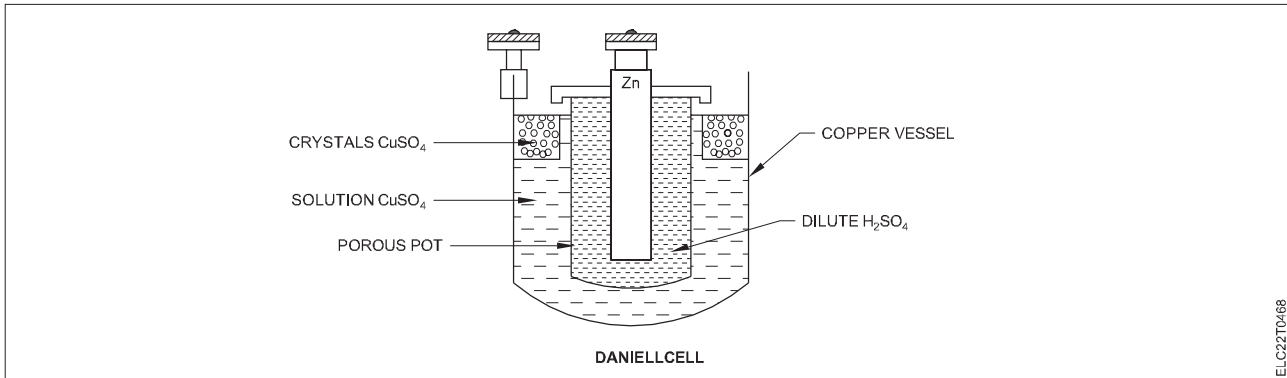 Zn
CRYSTALS CuSO₄
COPPER VESSEL
SOLUTION CuSO₄
DILUTE H₂SO₄
POROUS POT
DANIELLCELL
ELC22T0468